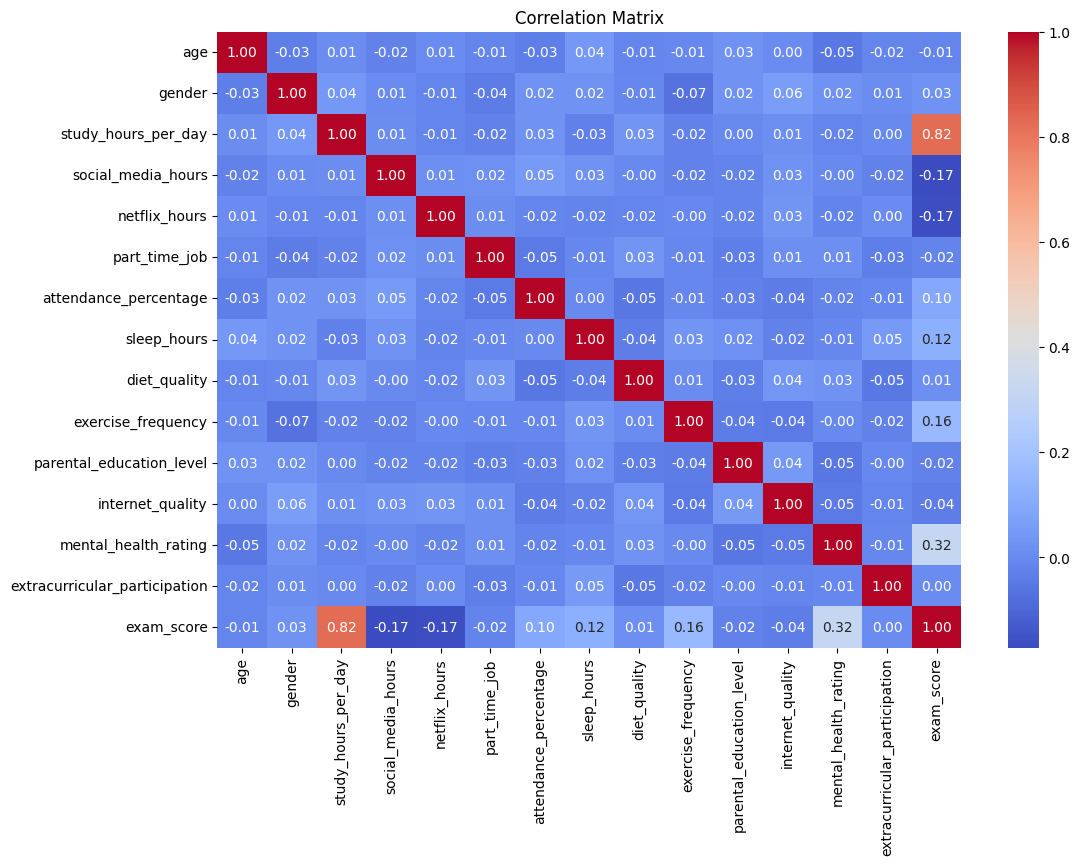 Correlation Matrix
age 1.00 -0.03 0.01 -0.02 0.01 -0.01 -0.03 0.04 -0.01 -0.01 0.03 0.00 -0.05 -0.02 -0.01
gender -0.03 1.00 0.04 0.01 -0.01 -0.04 0.02 0.02 -0.01 -0.07 0.02 0.06 0.02 0.01 0.03
study_hours_per_day 0.01 0.04 1.00 0.01 -0.01 -0.02 0.03 -0.03 0.03 -0.02 0.00 0.01 -0.02 0.00 0.82
social_media_hours -0.02 0.01 0.01 1.00 0.01 0.02 0.05 0.03 -0.00 -0.02 -0.02 0.03 -0.00 -0.02 -0.17
netflix_hours 0.01 -0.01 -0.01 0.01 1.00 0.01 -0.02 -0.02 -0.02 -0.00 -0.02 0.03 -0.02 0.00 -0.17
part_time_job -0.01 -0.04 -0.02 0.02 0.01 1.00 -0.05 -0.01 0.03 -0.01 -0.03 0.01 0.01 -0.03 -0.02
attendance_percentage -0.03 0.02 0.03 0.05 -0.02 -0.05 1.00 0.00 -0.05 -0.01 -0.03 -0.04 -0.02 -0.01 0.10
sleep_hours 0.04 0.02 -0.03 0.03 -0.02 -0.01 0.00 1.00 -0.04 0.03 0.02 -0.02 -0.01 0.05 0.12
diet_quality -0.01 -0.01 0.03 -0.00 -0.02 0.03 -0.05 -0.04 1.00 0.01 -0.03 0.04 0.03 -0.05 0.01
exercise_frequency -0.01 -0.07 -0.02 -0.02 -0.00 -0.01 -0.01 0.03 0.01 1.00 -0.04 -0.04 -0.00 -0.02 0.16
parental_education_level 0.03 0.02 0.00 -0.02 -0.02 -0.03 -0.03 0.02 -0.03 -0.04 1.00 0.04 -0.05 -0.00 -0.02
internet_quality 0.00 0.06 0.01 0.03 0.03 0.01 -0.04 -0.02 0.04 -0.04 0.04 1.00 -0.05 -0.01 -0.04
mental_health_rating -0.05 0.02 -0.02 -0.00 -0.02 0.01 -0.02 -0.01 0.03 -0.00 -0.05 -0.05 1.00 -0.01 0.32
extracurricular_participation -0.02 0.01 0.00 -0.02 0.00 -0.03 -0.01 0.05 -0.05 -0.02 -0.00 -0.01 -0.01 1.00 0.00
exam_score -0.01 0.03 0.82 -0.17 -0.17 -0.02 0.10 0.12 0.01 0.16 -0.02 -0.04 0.32 0.00 1.00
age
gender
study_hours_per_day
social_media_hours
netflix_hours
part_time_job
attendance_percentage
sleep_hours
diet_quality
exercise_frequency
parental_education_level
internet_quality
mental_health_rating
extracurricular_participation
exam_score
1.0
0.8
0.6
0.4
0.2
0.0